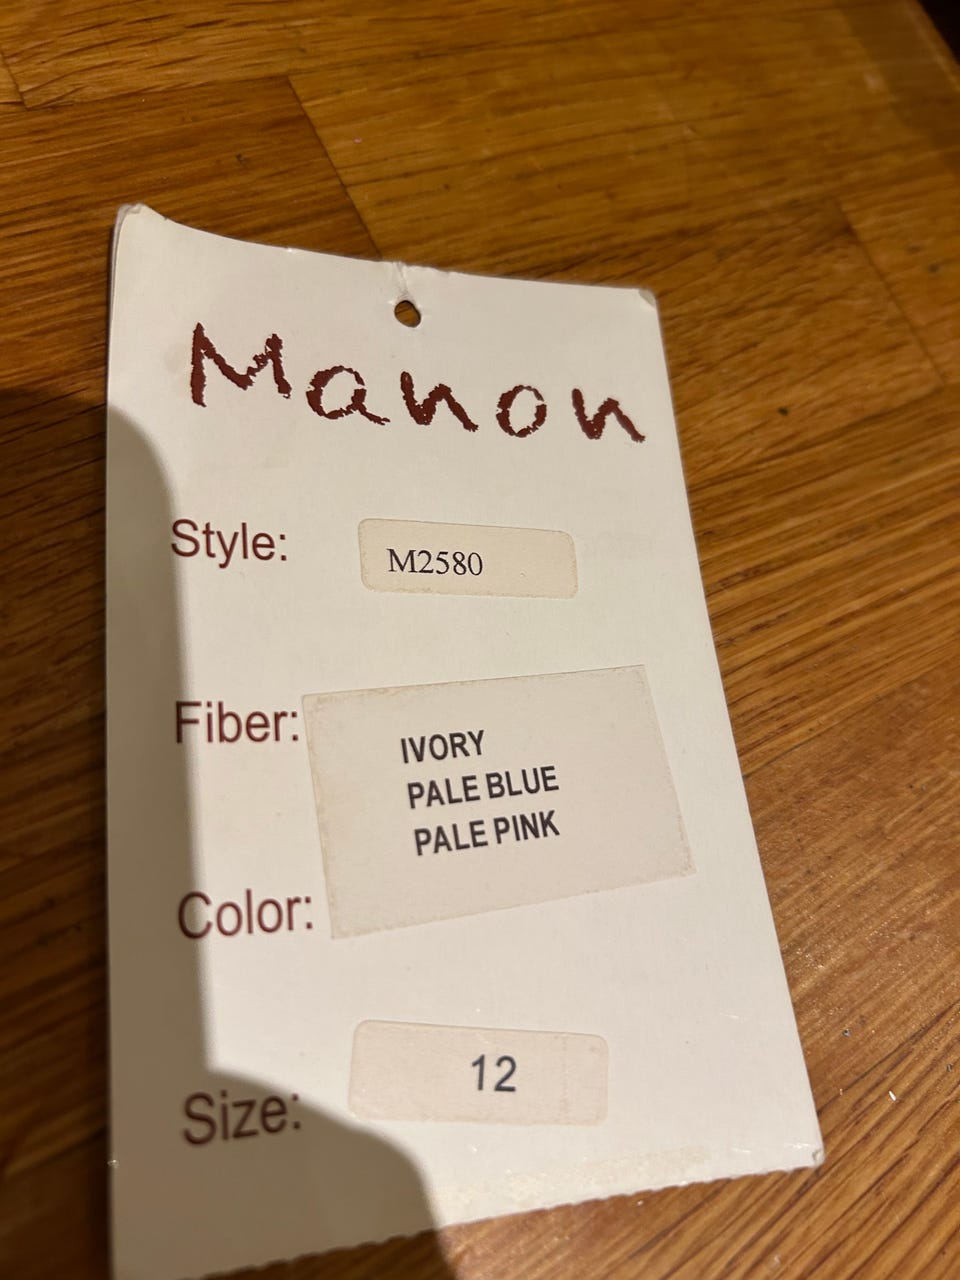 Manon
Style: M2580
Fiber:
IVORY
PALE BLUE
PALE PINK
Color:
Size: 12